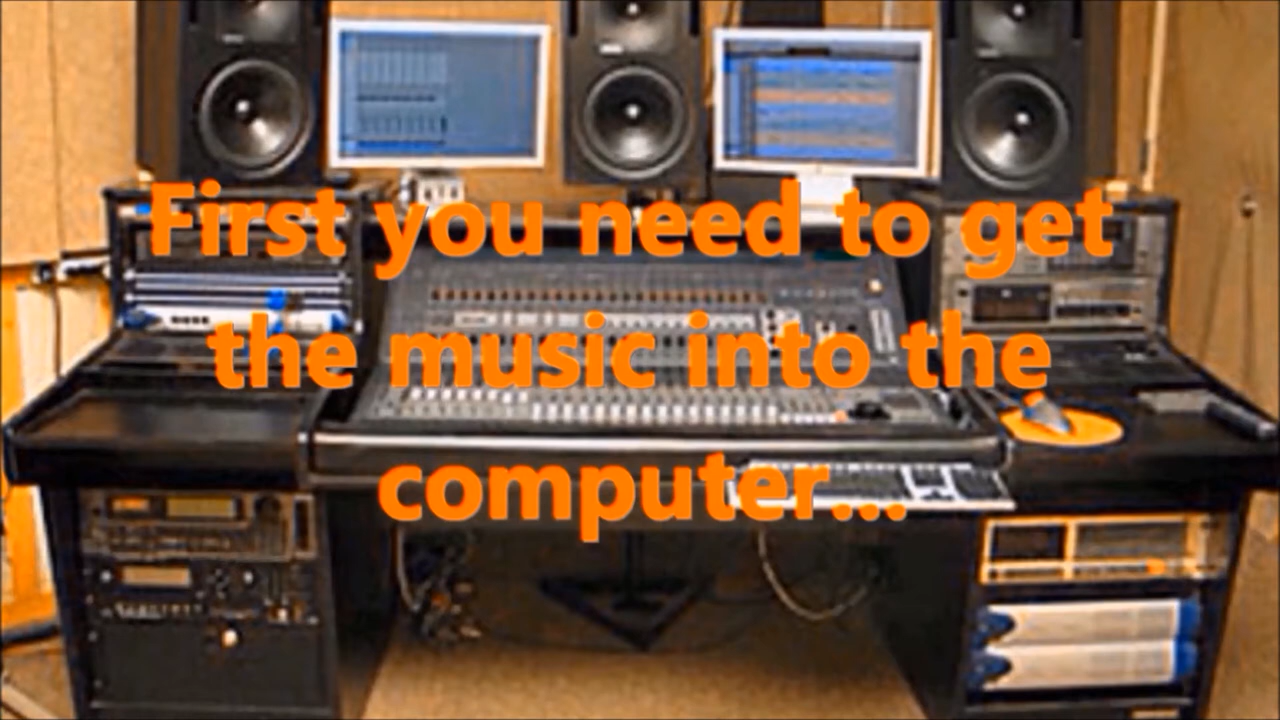 First you need to get
the music into the
computer...